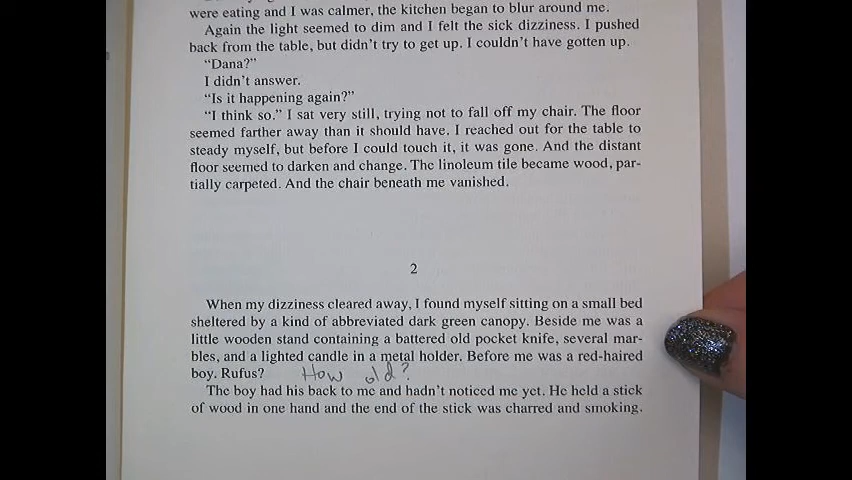 were eating and I was calmer, the kitchen began to blur around me.
Again the light seemed to dim and I felt the sick dizziness. I pushed
back from the table, but didn't try to get up. I couldn't have gotten up.
“Dana?”
I didn't answer.
“Is it happening again?”
“I think so.” I sat very still, trying not to fall off my chair. The floor
seemed farther away than it should have. I reached out for the table to
steady myself, but before I could touch it, it was gone. And the distant
floor seemed to darken and change. The linoleum tile became wood, par-
tially carpeted. And the chair beneath me vanished.
2
When my dizziness cleared away, I found myself sitting on a small bed
sheltered by a kind of abbreviated dark green canopy. Beside me was a
little wooden stand containing a battered old pocket knife, several mar-
bles, and a lighted candle in a metal holder. Before me was a red-haired
boy. Rufus? How old?
The boy had his back to me and hadn't noticed me yet. He held a stick
of wood in one hand and the end of the stick was charred and smoking.